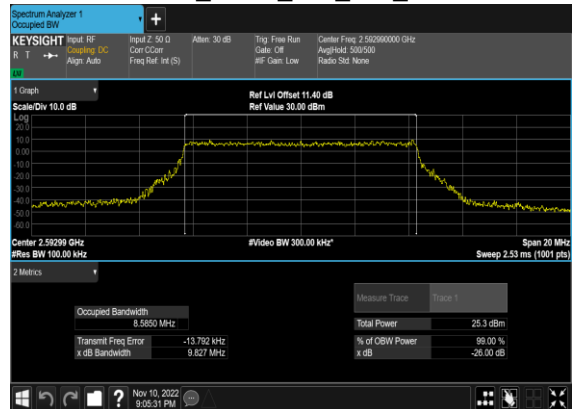 Spectrum Analyzer 1
Occupied BW
+
KEYSIGHT Input: RF Input Z: 50 Ω Atten: 30 dB Trig: Free Run Center Freq: 2.592990000 GHz
R T Coupling: DC Corr CCorr Gate: Off Avg|Hold: 500/500
Align: Auto Freq Ref: Int (S) #IF Gain: Low Radio Std: None
LW
1 Graph
Ref Lvl Offset 11.40 dB
Scale/Div 10.0 dB Ref Value 30.00 dBm
Log
20.0
10.0
0.00
-10.0
-20.0
-30.0
-40.0
-50.0
-60.0
Center 2.59299 GHz #Video BW 300.00 kHz* Span 20 MHz
#Res BW 100.00 kHz Sweep 2.53 ms (1001 pts)
2 Metrics
Measure Trace Trace 1
Occupied Bandwidth
8.5850 MHz Total Power 25.3 dBm
Transmit Freq Error -13.792 kHz % of OBW Power 99.00 %
x dB Bandwidth 9.827 MHz x dB -26.00 dB
? Nov 10, 2022
9:05:31 PM